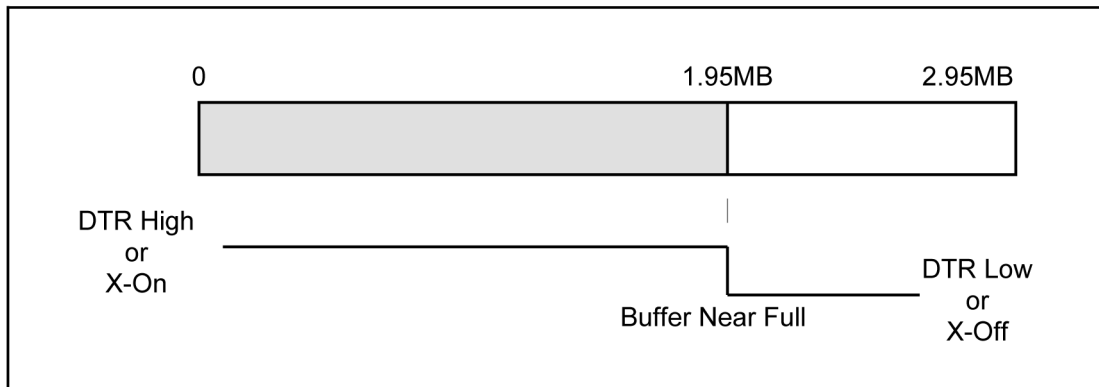 0
1.95MB
2.95MB
DTR High
or
X-On
Buffer Near Full
DTR Low
or
X-Off